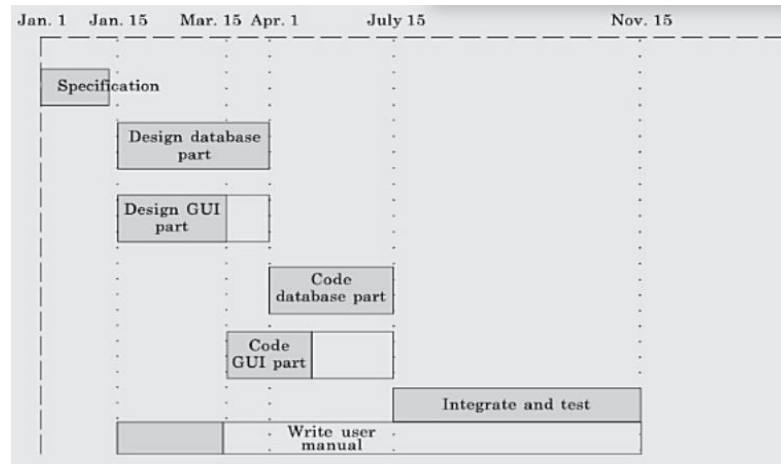 Jan. 1 Jan. 15 Mar. 15 Apr. 1 July 15 Nov. 15
Specification
Design database
part
Design GUI
part
Code
database part
Code
GUI part
Integrate and test
Write user
manual